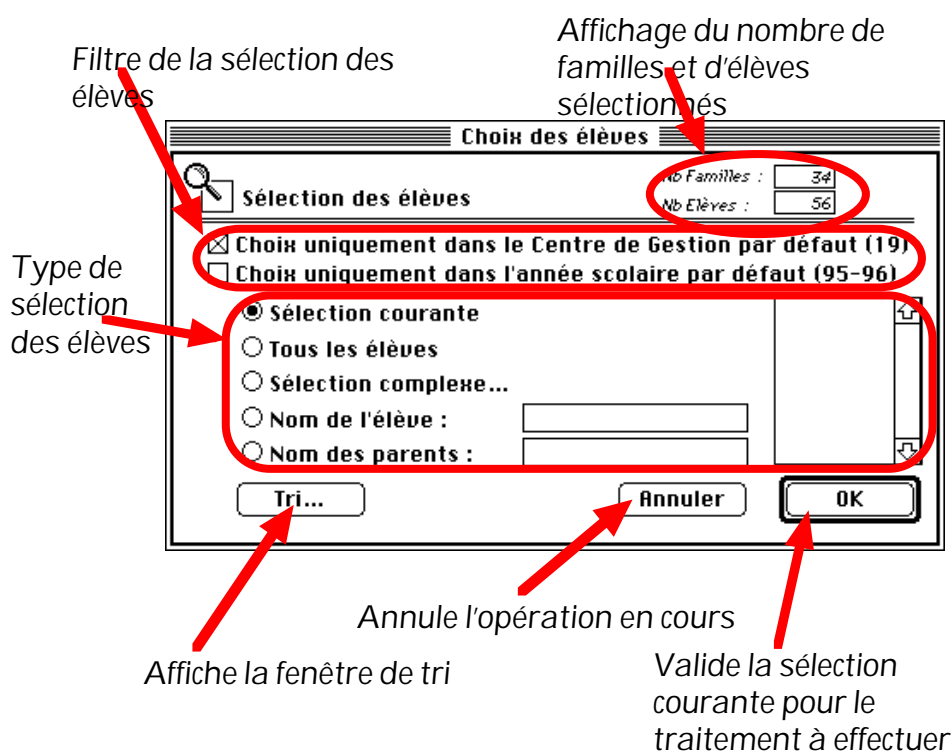 Filtre de la sélection des
élèves
Affichage du nombre de
familles et d'élèves
sélectionnés
Choix des élèves
Sélection des élèves
Nb Familles : 34
Nb Elèves : 56
Choix uniquement dans le Centre de Gestion par défaut (19)
Choix uniquement dans l'année scolaire par défaut (95-96)
Type de
sélection
des élèves
Sélection courante
Tous les élèves
Sélection complexe...
Nom de l'élève :
Nom des parents :
Tri...
Annuler
OK
Annule l'opération en cours
Affiche la fenêtre de tri
Valide la sélection
courante pour le
traitement à effectuer